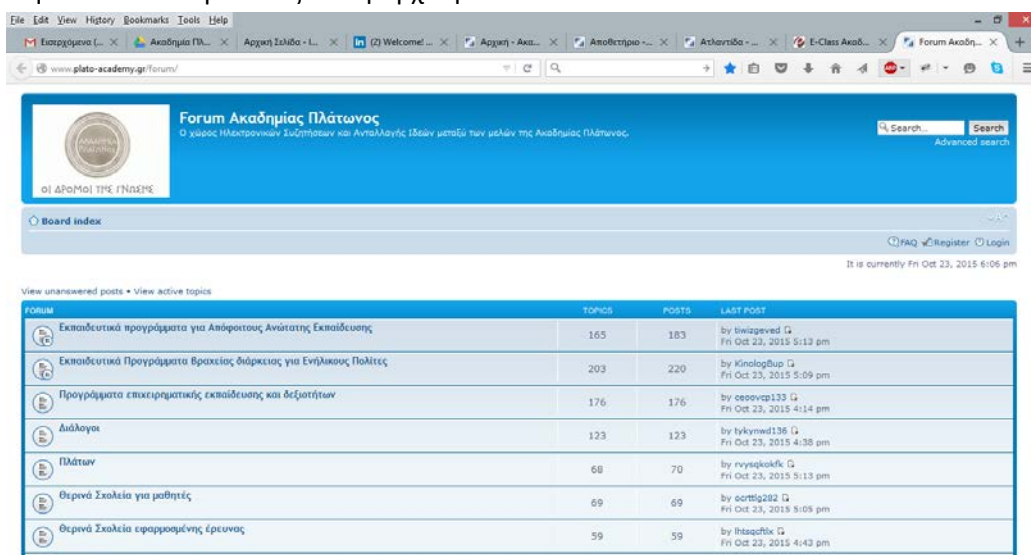 File Edit View History Bookmarks Tools Help
Εισερχόμενα (... Ακαδημία Πλ... Αρχική Σελίδα - L... (2) Welcome! ... Αρχική - Ακα... Αποθετήριο -... Ατλαντίδα - ... E-Class Ακαδ... Forum Ακαδη...
www.plato-academy.gr/forum/
Forum Ακαδημίας Πλάτωνος
Ο χώρος Ηλεκτρονικών Συζητήσεων και Ανταλλαγής Ιδεών μεταξύ των μελών της Ακαδημίας Πλάτωνος.
Search... Search
Advanced search
ΟΙ ΔΡΟΜΟΙ ΤΗΣ ΓΝΩΣΗΣ
Board index
FAQ Register Login
It is currently Fri Oct 23, 2015 6:06 pm
View unanswered posts • View active topics
FORUM TOPICS POSTS LAST POST
Εκπαιδευτικά προγράμματα για Απόφοιτους Ανώτατης Εκπαίδευσης 165 183 by tiwizgeved
Fri Oct 23, 2015 5:13 pm
Εκπαιδευτικά Προγράμματα Βραχείας διάρκειας για Ενήλικους Πολίτες 203 220 by KinologBup
Fri Oct 23, 2015 5:09 pm
Προγράμματα επιχειρηματικής εκπαίδευσης και δεξιοτήτων 176 176 by ceoovcp133
Fri Oct 23, 2015 4:14 pm
Διάλογοι 123 123 by tykynwd136
Fri Oct 23, 2015 4:38 pm
Πλάτων 68 70 by rvysqkokfk
Fri Oct 23, 2015 5:13 pm
Θερινά Σχολεία για μαθητές 69 69 by ocrttlg282
Fri Oct 23, 2015 5:05 pm
Θερινά Σχολεία εφαρμοσμένης έρευνας 59 59 by lhtsqcftlx
Fri Oct 23, 2015 4:43 pm